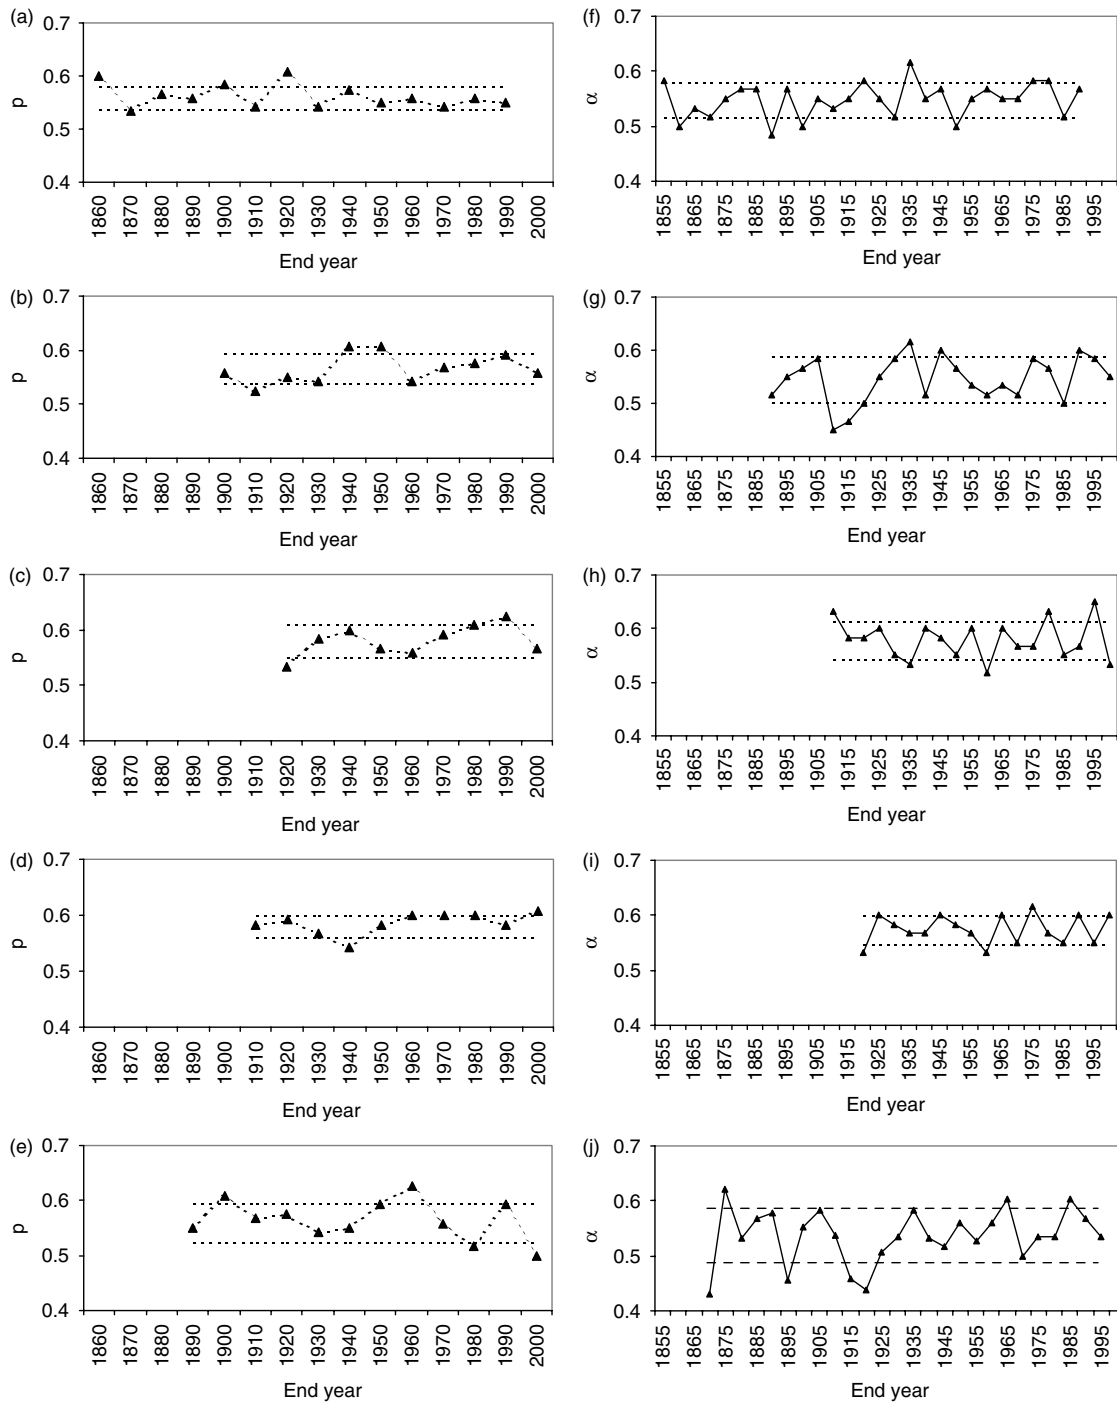 (a) 0.7
0.6
p
0.5
0.4
1860 1870 1880 1890 1900 1910 1920 1930 1940 1950 1960 1970 1980 1990 2000
End year
(f) 0.7
0.6
α
0.5
0.4
1855 1865 1875 1885 1895 1905 1915 1925 1935 1945 1955 1965 1975 1985 1995
End year
(b) 0.7
0.6
p
0.5
0.4
1860 1870 1880 1890 1900 1910 1920 1930 1940 1950 1960 1970 1980 1990 2000
End year
(g) 0.7
0.6
α
0.5
0.4
1855 1865 1875 1885 1895 1905 1915 1925 1935 1945 1955 1965 1975 1985 1995
End year
(c) 0.7
0.6
p
0.5
0.4
1860 1870 1880 1890 1900 1910 1920 1930 1940 1950 1960 1970 1980 1990 2000
End year
(h) 0.7
0.6
α
0.5
0.4
1855 1865 1875 1885 1895 1905 1915 1925 1935 1945 1955 1965 1975 1985 1995
End year
(d) 0.7
0.6
p
0.5
0.4
1860 1870 1880 1890 1900 1910 1920 1930 1940 1950 1960 1970 1980 1990 2000
End year
(i) 0.7
0.6
α
0.5
0.4
1855 1865 1875 1885 1895 1905 1915 1925 1935 1945 1955 1965 1975 1985 1995
End year
(e) 0.7
0.6
p
0.5
0.4
1860 1870 1880 1890 1900 1910 1920 1930 1940 1950 1960 1970 1980 1990 2000
End year
(j) 0.7
0.6
α
0.5
0.4
1855 1865 1875 1885 1895 1905 1915 1925 1935 1945 1955 1965 1975 1985 1995
End year